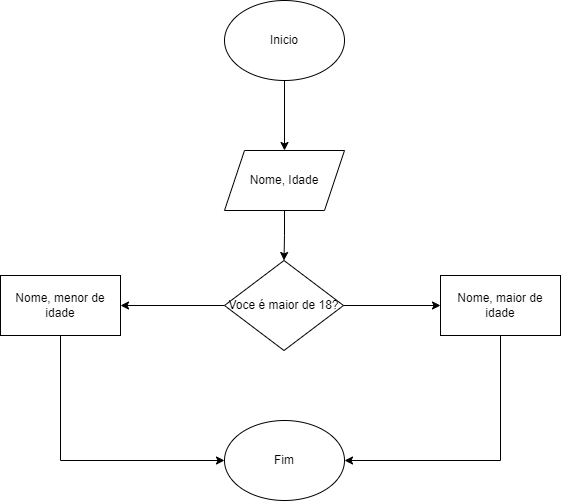 Inicio
Nome, Idade
Voce é maior de 18?
Nome, menor de
idade
Nome, maior de
idade
Fim